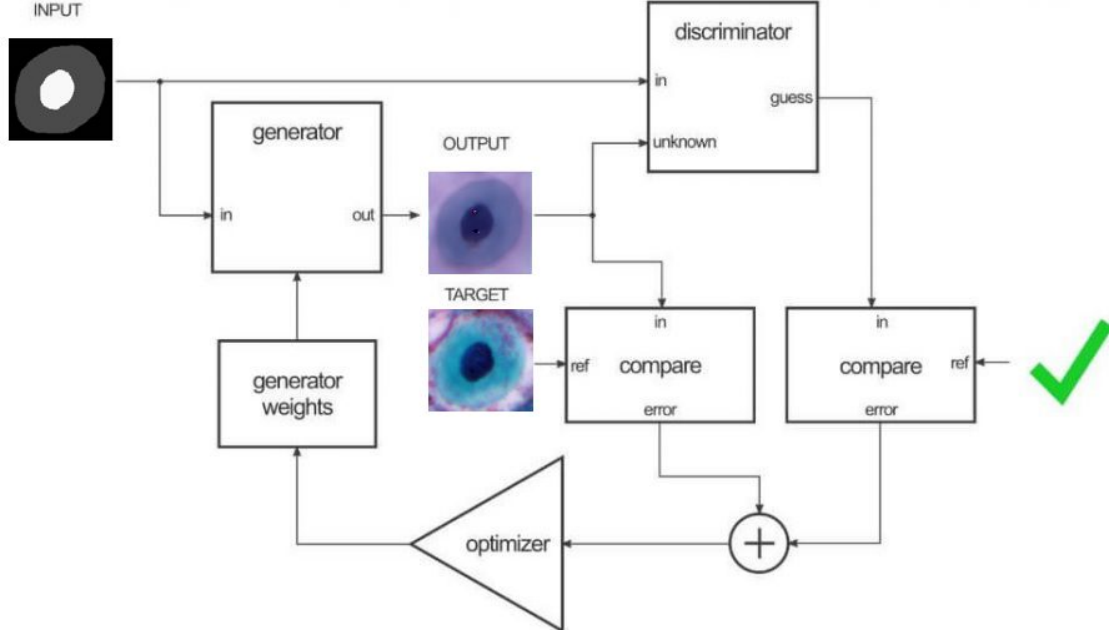 INPUT
discriminator
in
guess
generator
OUTPUT
unknown
in
out
TARGET
in
in
ref
compare
compare
ref
generator
weights
error
error
optimizer
+